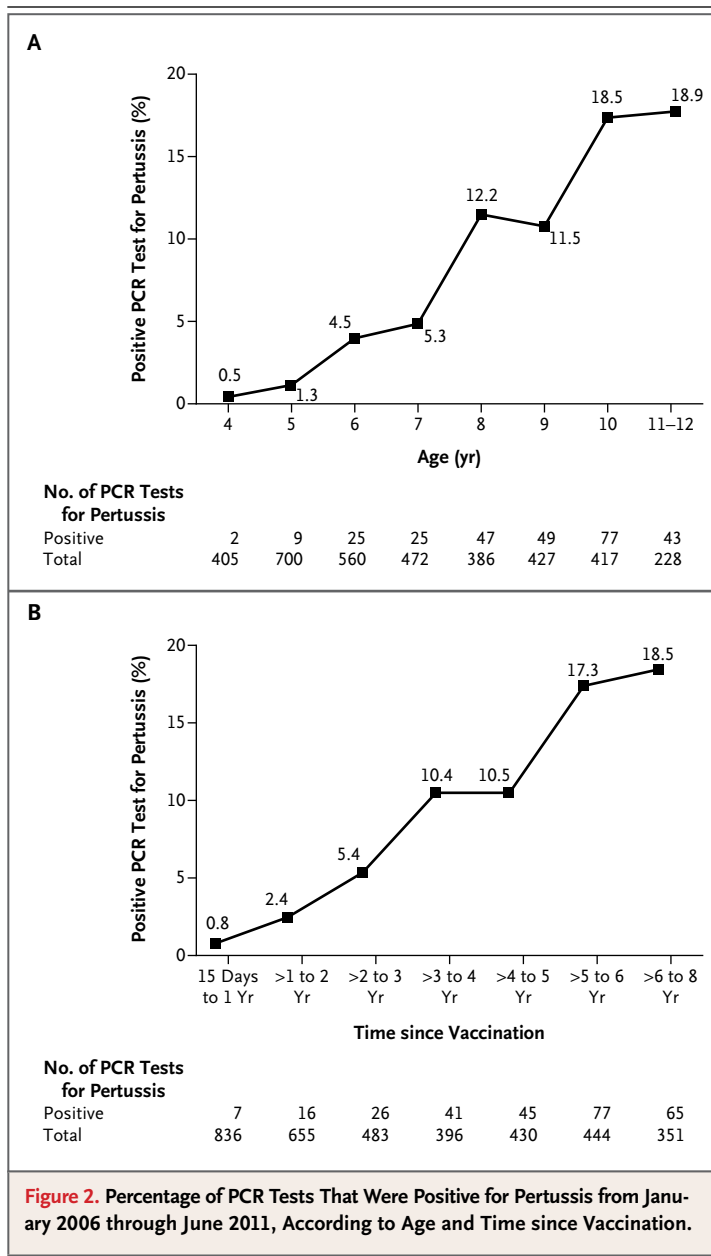 A
Positive PCR Test for Pertussis (%)
20
15
10
5
0
0.5
1.3
4.5
5.3
12.2
11.5
18.5
18.9
4 5 6 7 8 9 10 11–12
Age (yr)
No. of PCR Tests
for Pertussis
Positive 2 9 25 25 47 49 77 43
Total 405 700 560 472 386 427 417 228
B
Positive PCR Test for Pertussis (%)
20
15
10
5
0
0.8
2.4
5.4
10.4
10.5
17.3
18.5
15 Days >1 to 2 >2 to 3 >3 to 4 >4 to 5 >5 to 6 >6 to 8
to 1 Yr Yr Yr Yr Yr Yr Yr
Time since Vaccination
No. of PCR Tests
for Pertussis
Positive 7 16 26 41 45 77 65
Total 836 655 483 396 430 444 351
Figure 2. Percentage of PCR Tests That Were Positive for Pertussis from Janu-
ary 2006 through June 2011, According to Age and Time since Vaccination.